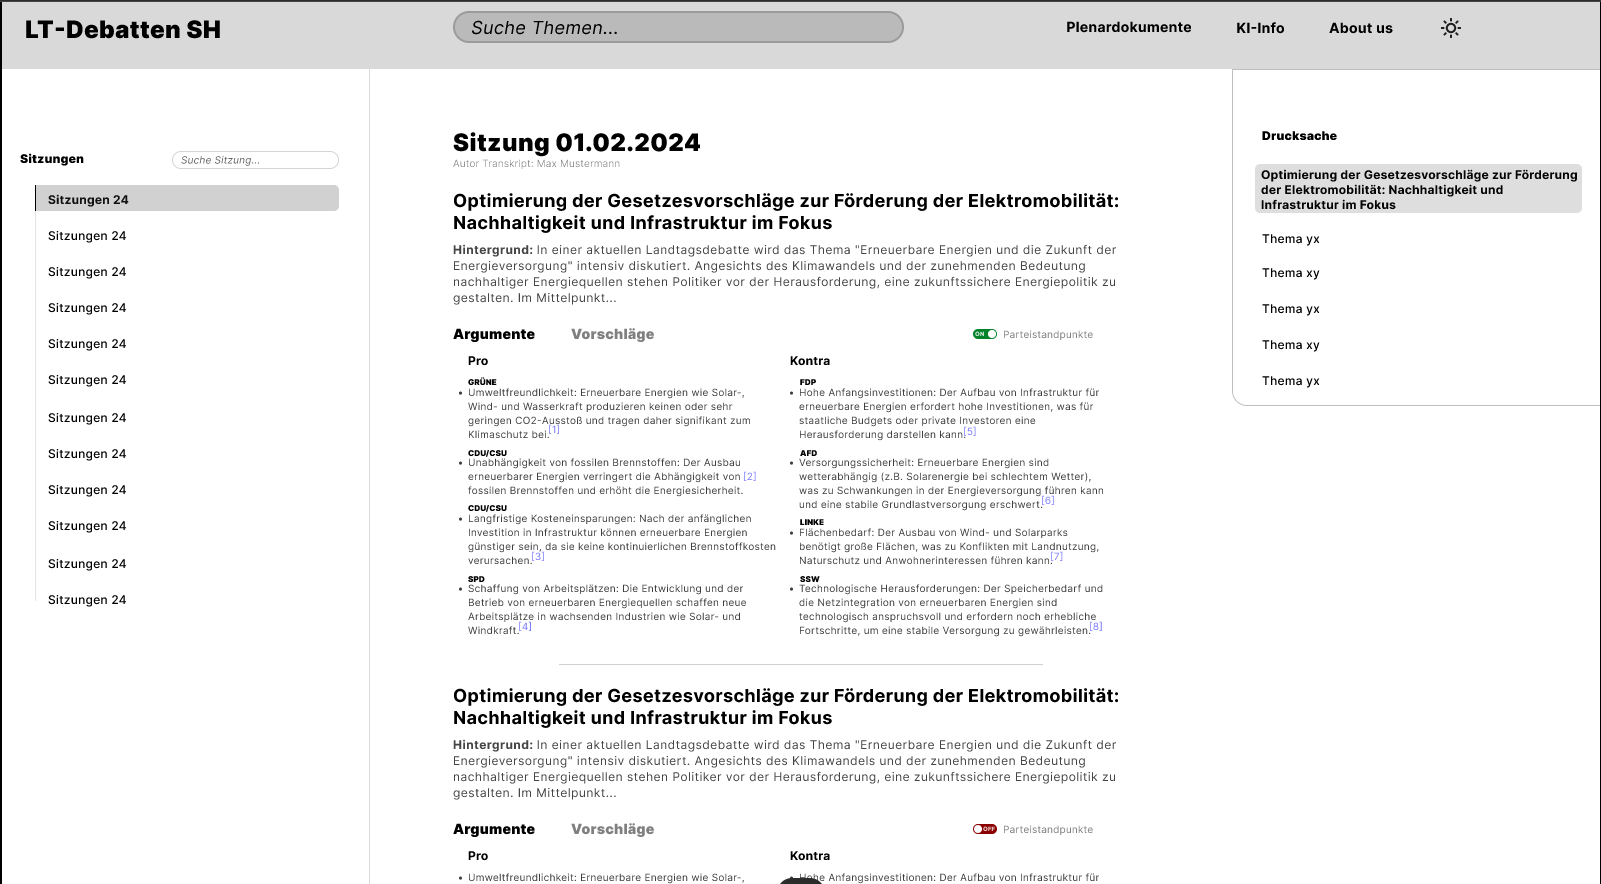 LT-Debatten SH
Suche Themen...
Plenardokumente
KI-Info
About us
Sitzungen
Suche Sitzung...
Sitzungen 24
Sitzungen 24
Sitzungen 24
Sitzungen 24
Sitzungen 24
Sitzungen 24
Sitzungen 24
Sitzungen 24
Sitzungen 24
Sitzungen 24
Sitzungen 24
Sitzungen 24
Sitzung 01.02.2024
Autor Transkript: Max Mustermann
Optimierung der Gesetzesvorschläge zur Förderung der Elektromobilität:
Nachhaltigkeit und Infrastruktur im Fokus
Hintergrund: In einer aktuellen Landtagsdebatte wird das Thema "Erneuerbare Energien und die Zukunft der
Energieversorgung" intensiv diskutiert. Angesichts des Klimawandels und der zunehmenden Bedeutung
nachhaltiger Energiequellen stehen Politiker vor der Herausforderung, eine zukunftssichere Energiepolitik zu
gestalten. Im Mittelpunkt...
Argumente
Vorschläge
ON
Parteistandpunkte
Pro
GRÜNE
• Umweltfreundlichkeit: Erneuerbare Energien wie Solar-,
Wind- und Wasserkraft produzieren keinen oder sehr
geringen CO2-Ausstoß und tragen daher signifikant zum
Klimaschutz bei.[1]
CDU/CSU
• Unabhängigkeit von fossilen Brennstoffen: Der Ausbau
erneuerbarer Energien verringert die Abhängigkeit von [2]
fossilen Brennstoffen und erhöht die Energiesicherheit.
CDU/CSU
• Langfristige Kosteneinsparungen: Nach der anfänglichen
Investition in Infrastruktur können erneuerbare Energien
günstiger sein, da sie keine kontinuierlichen Brennstoffkosten
verursachen.[3]
SPD
• Schaffung von Arbeitsplätzen: Die Entwicklung und der
Betrieb von erneuerbaren Energiequellen schaffen neue
Arbeitsplätze in wachsenden Industrien wie Solar- und
Windkraft.[4]
Kontra
FDP
• Hohe Anfangsinvestitionen: Der Aufbau von Infrastruktur für
erneuerbare Energien erfordert hohe Investitionen, was für
staatliche Budgets oder private Investoren eine
Herausforderung darstellen kann.[5]
AFD
• Versorgungssicherheit: Erneuerbare Energien sind
wetterabhängig (z.B. Solarenergie bei schlechtem Wetter),
was zu Schwankungen in der Energieversorgung führen kann
und eine stabile Grundlastversorgung erschwert.[6]
LINKE
• Flächenbedarf: Der Ausbau von Wind- und Solarparks
benötigt große Flächen, was zu Konflikten mit Landnutzung,
Naturschutz und Anwohnerinteressen führen kann.[7]
SSW
• Technologische Herausforderungen: Der Speicherbedarf und
die Netzintegration von erneuerbaren Energien sind
technologisch anspruchsvoll und erfordern noch erhebliche
Fortschritte, um eine stabile Versorgung zu gewährleisten.[8]
Optimierung der Gesetzesvorschläge zur Förderung der Elektromobilität:
Nachhaltigkeit und Infrastruktur im Fokus
Hintergrund: In einer aktuellen Landtagsdebatte wird das Thema "Erneuerbare Energien und die Zukunft der
Energieversorgung" intensiv diskutiert. Angesichts des Klimawandels und der zunehmenden Bedeutung
nachhaltiger Energiequellen stehen Politiker vor der Herausforderung, eine zukunftssichere Energiepolitik zu
gestalten. Im Mittelpunkt...
Argumente
Vorschläge
OFF
Parteistandpunkte
Pro
• Umweltfreundlichkeit: Erneuerbare Energien wie Solar-,
Kontra
• Hohe Anfangsinvestitionen: Der Aufbau von Infrastruktur für
Drucksache
Optimierung der Gesetzesvorschläge zur Förderung
der Elektromobilität: Nachhaltigkeit und
Infrastruktur im Fokus
Thema yx
Thema xy
Thema yx
Thema xy
Thema yx